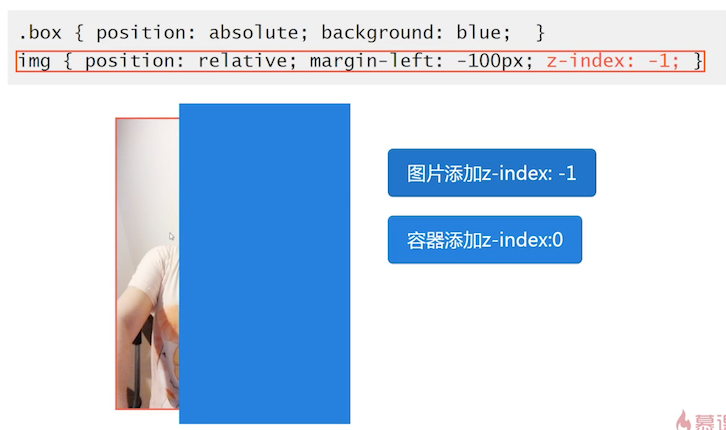 .box { position: absolute; background: blue;  }
img { position: relative; margin-left: -100px; z-index: -1; }
图片添加z-index: -1
容器添加z-index:0
慕课